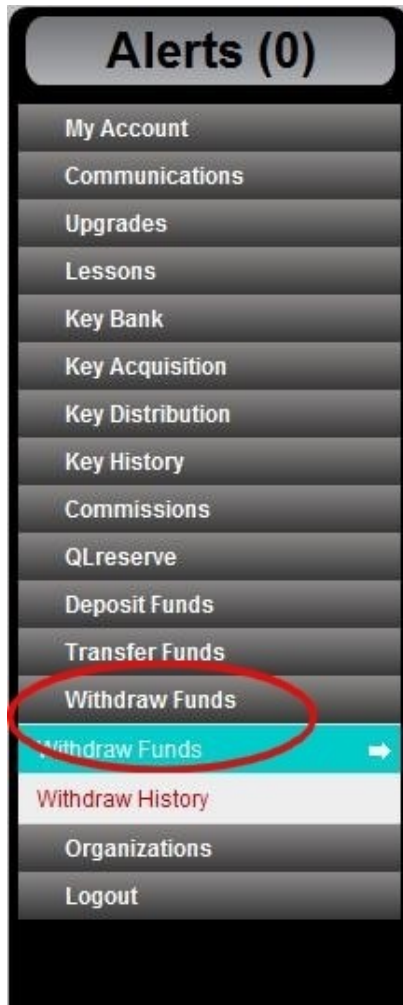 Alerts (0)
My Account
Communications
Upgrades
Lessons
Key Bank
Key Acquisition
Key Distribution
Key History
Commissions
QLreserve
Deposit Funds
Transfer Funds
Withdraw Funds
Withdraw Funds
Withdraw History
Organizations
Logout